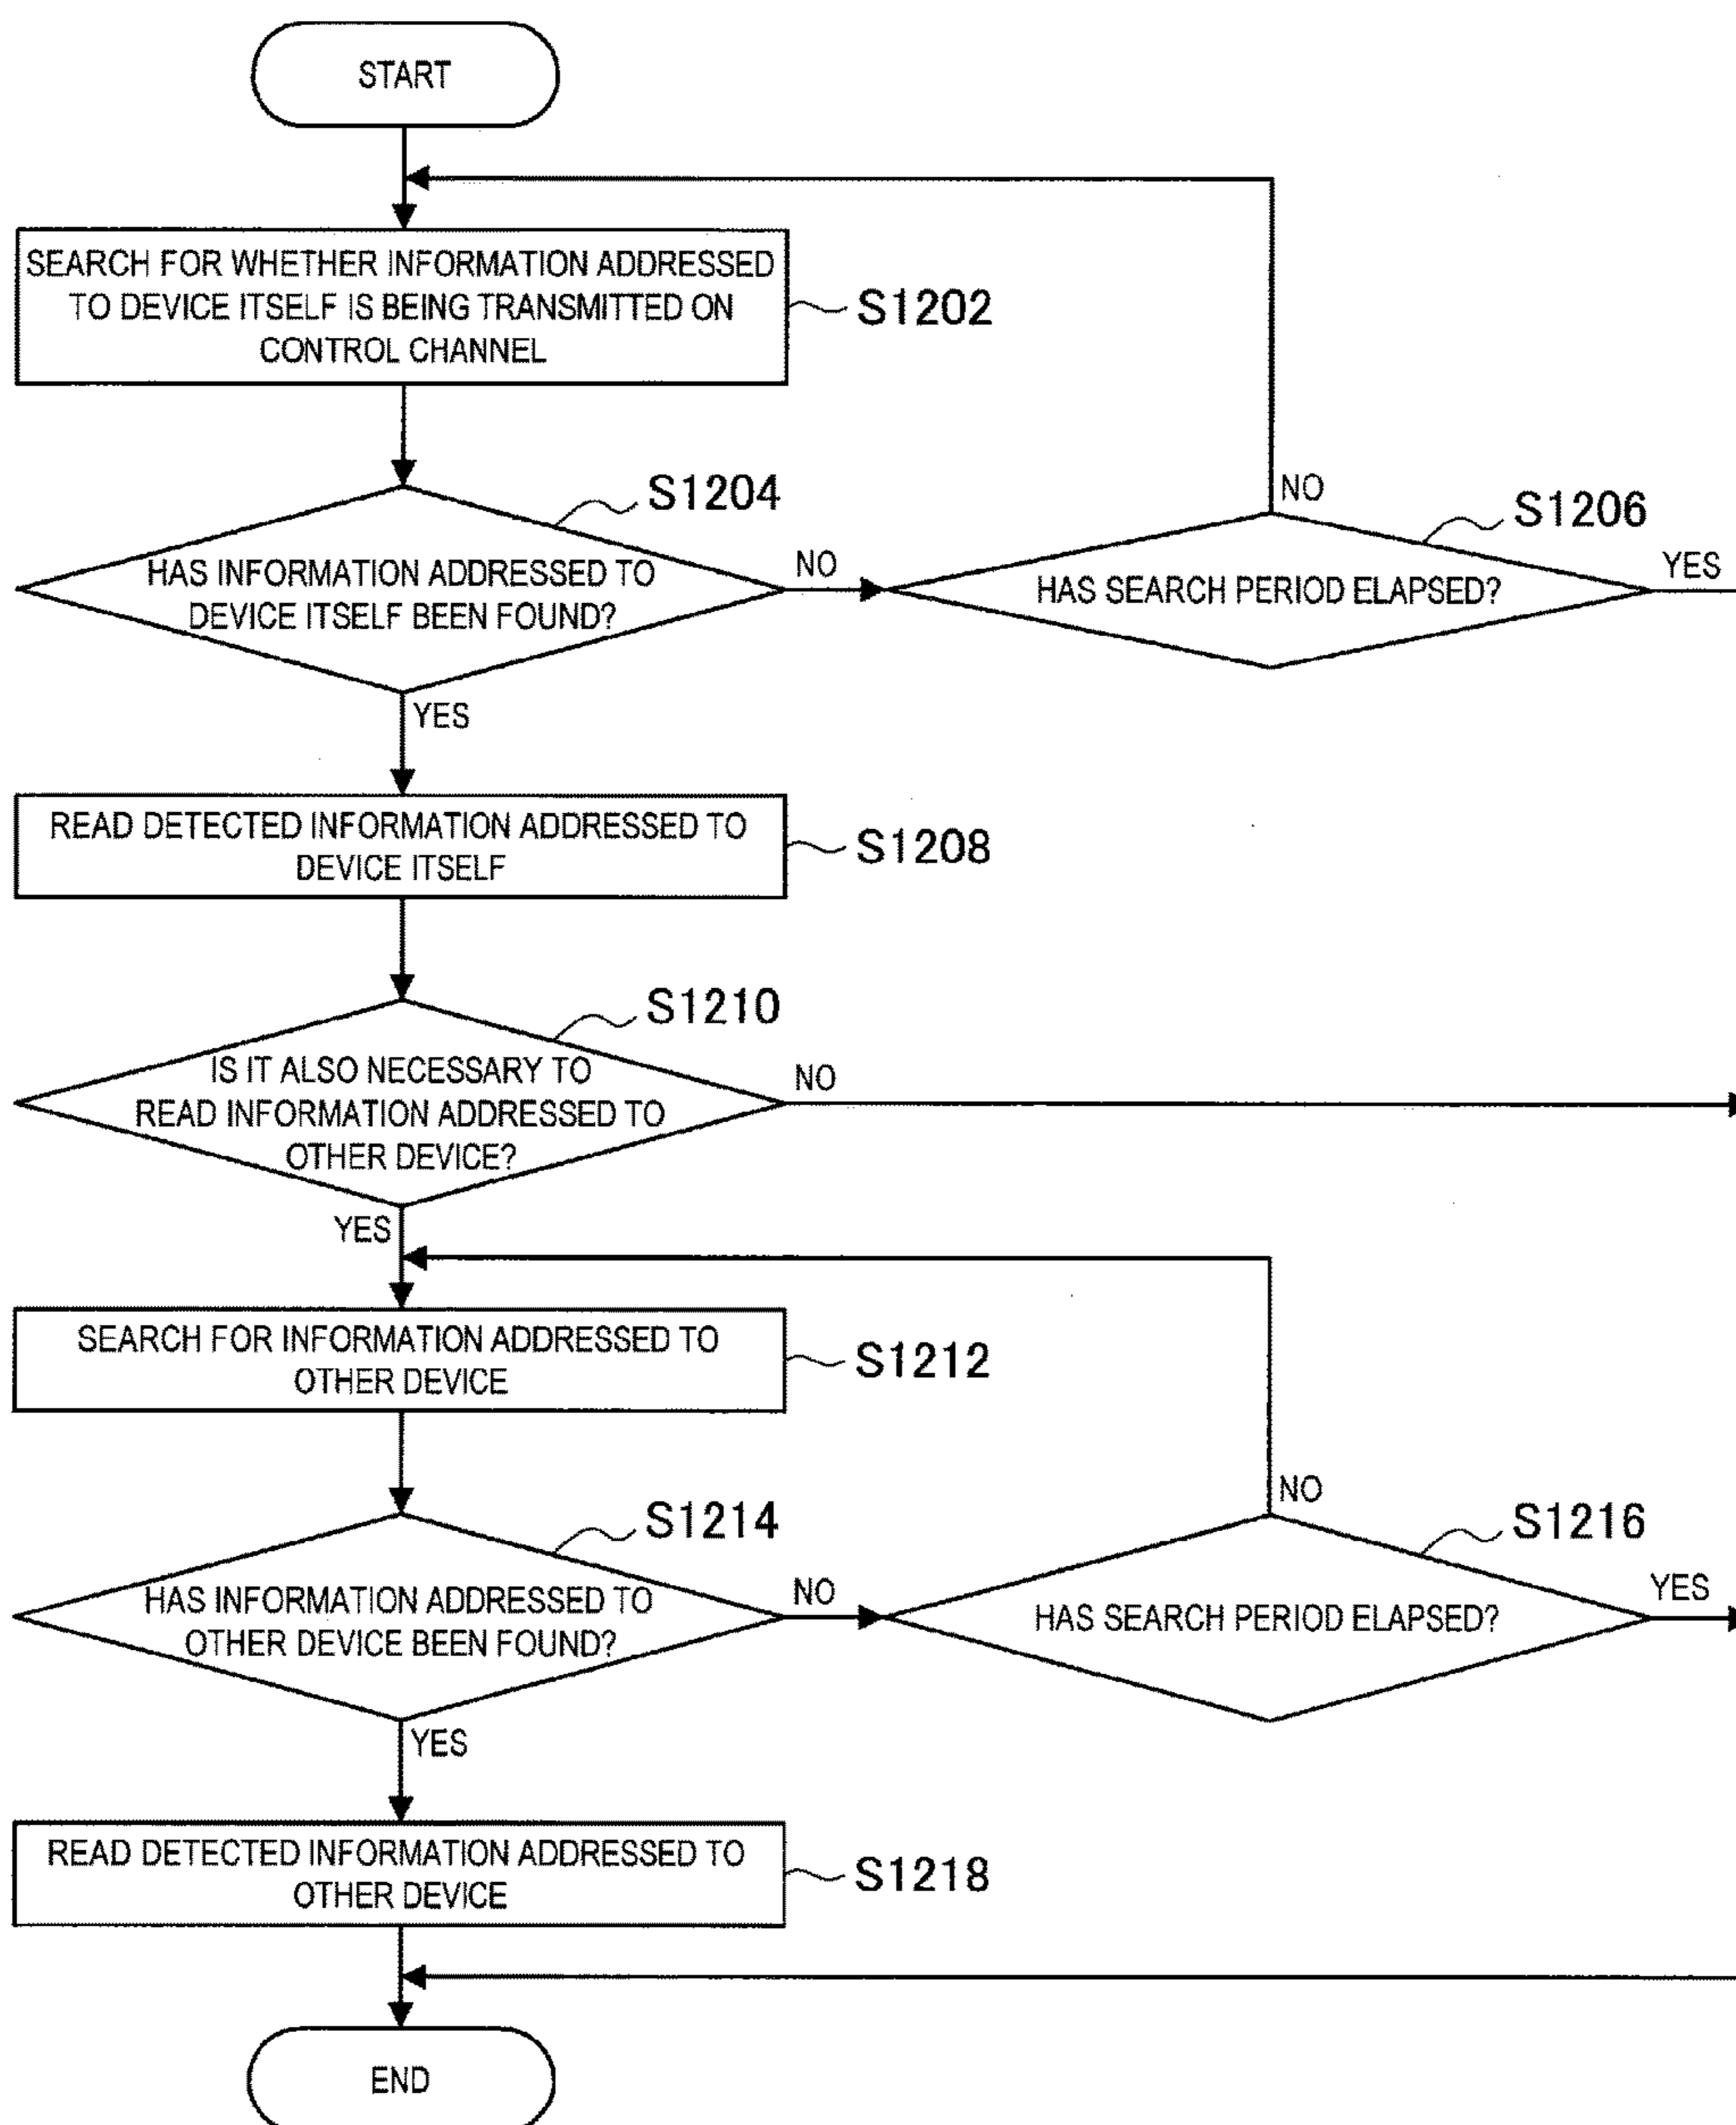 START
SEARCH FOR WHETHER INFORMATION ADDRESSED
TO DEVICE ITSELF IS BEING TRANSMITTED ON
CONTROL CHANNEL
S1202
S1204
HAS INFORMATION ADDRESSED TO
DEVICE ITSELF BEEN FOUND?
NO
YES
NO
S1206
HAS SEARCH PERIOD ELAPSED?
YES
READ DETECTED INFORMATION ADDRESSED TO
DEVICE ITSELF
S1208
S1210
IS IT ALSO NECESSARY TO
READ INFORMATION ADDRESSED TO
OTHER DEVICE?
NO
YES
SEARCH FOR INFORMATION ADDRESSED TO
OTHER DEVICE
S1212
S1214
HAS INFORMATION ADDRESSED TO
OTHER DEVICE BEEN FOUND?
NO
YES
NO
S1216
HAS SEARCH PERIOD ELAPSED?
YES
READ DETECTED INFORMATION ADDRESSED TO
OTHER DEVICE
S1218
END